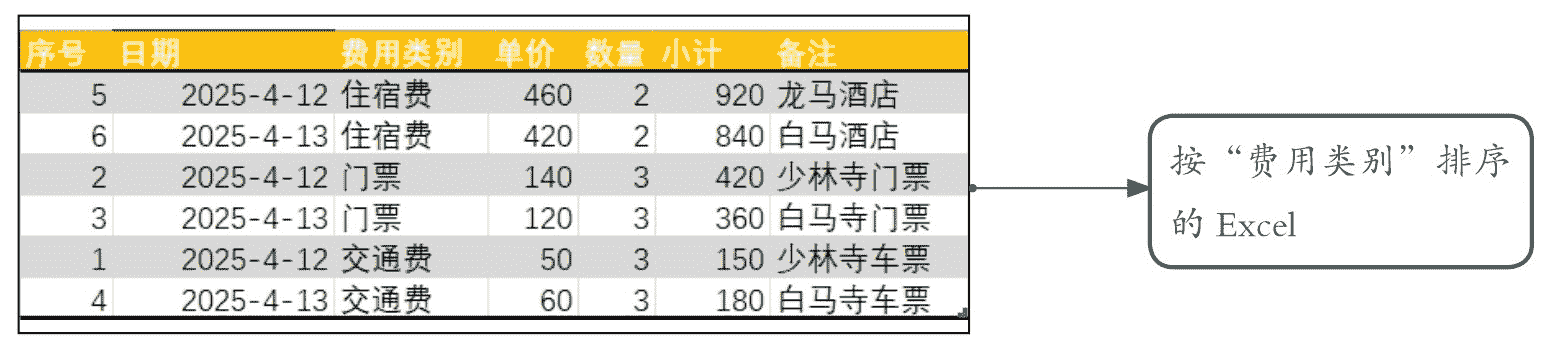 序号 日期 费用类别 单价 数量 小计 备注
5 2025-4-12 住宿费 460 2 920 龙马酒店
6 2025-4-13 住宿费 420 2 840 白马酒店
2 2025-4-12 门票 140 3 420 少林寺门票
3 2025-4-13 门票 120 3 360 白马寺门票
1 2025-4-12 交通费 50 3 150 少林寺车票
4 2025-4-13 交通费 60 3 180 白马寺车票
按“费用类别”排序
的 Excel